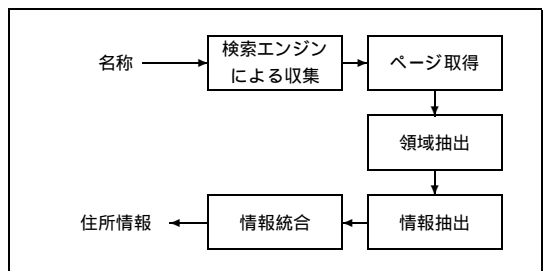 名称
検索エンジン
による収集
ページ取得
領域抽出
情報抽出
情報統合
住所情報